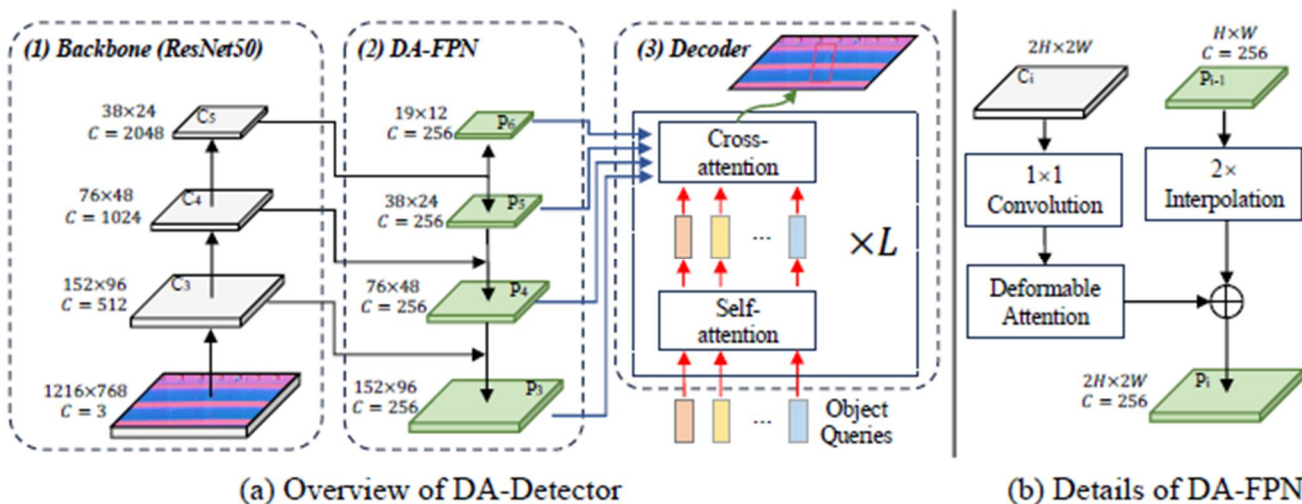 (1) Backbone (ResNet50)
38×24
C = 2048
C5
76×48
C = 1024
C4
152×96
C = 512
C3
1216×768
C = 3
(2) DA-FPN
19×12
C = 256
P6
38×24
C = 256
P5
76×48
C = 256
P4
152×96
C = 256
P3
(3) Decoder
Cross-
attention
...
×L
Self-
attention
...
Object
Queries
(a) Overview of DA-Detector
2H×2W
Ci
H×W
C = 256
Pi-1
1×1
Convolution
2×
Interpolation
Deformable
Attention
2H×2W
C = 256
Pi
(b) Details of DA-FPN